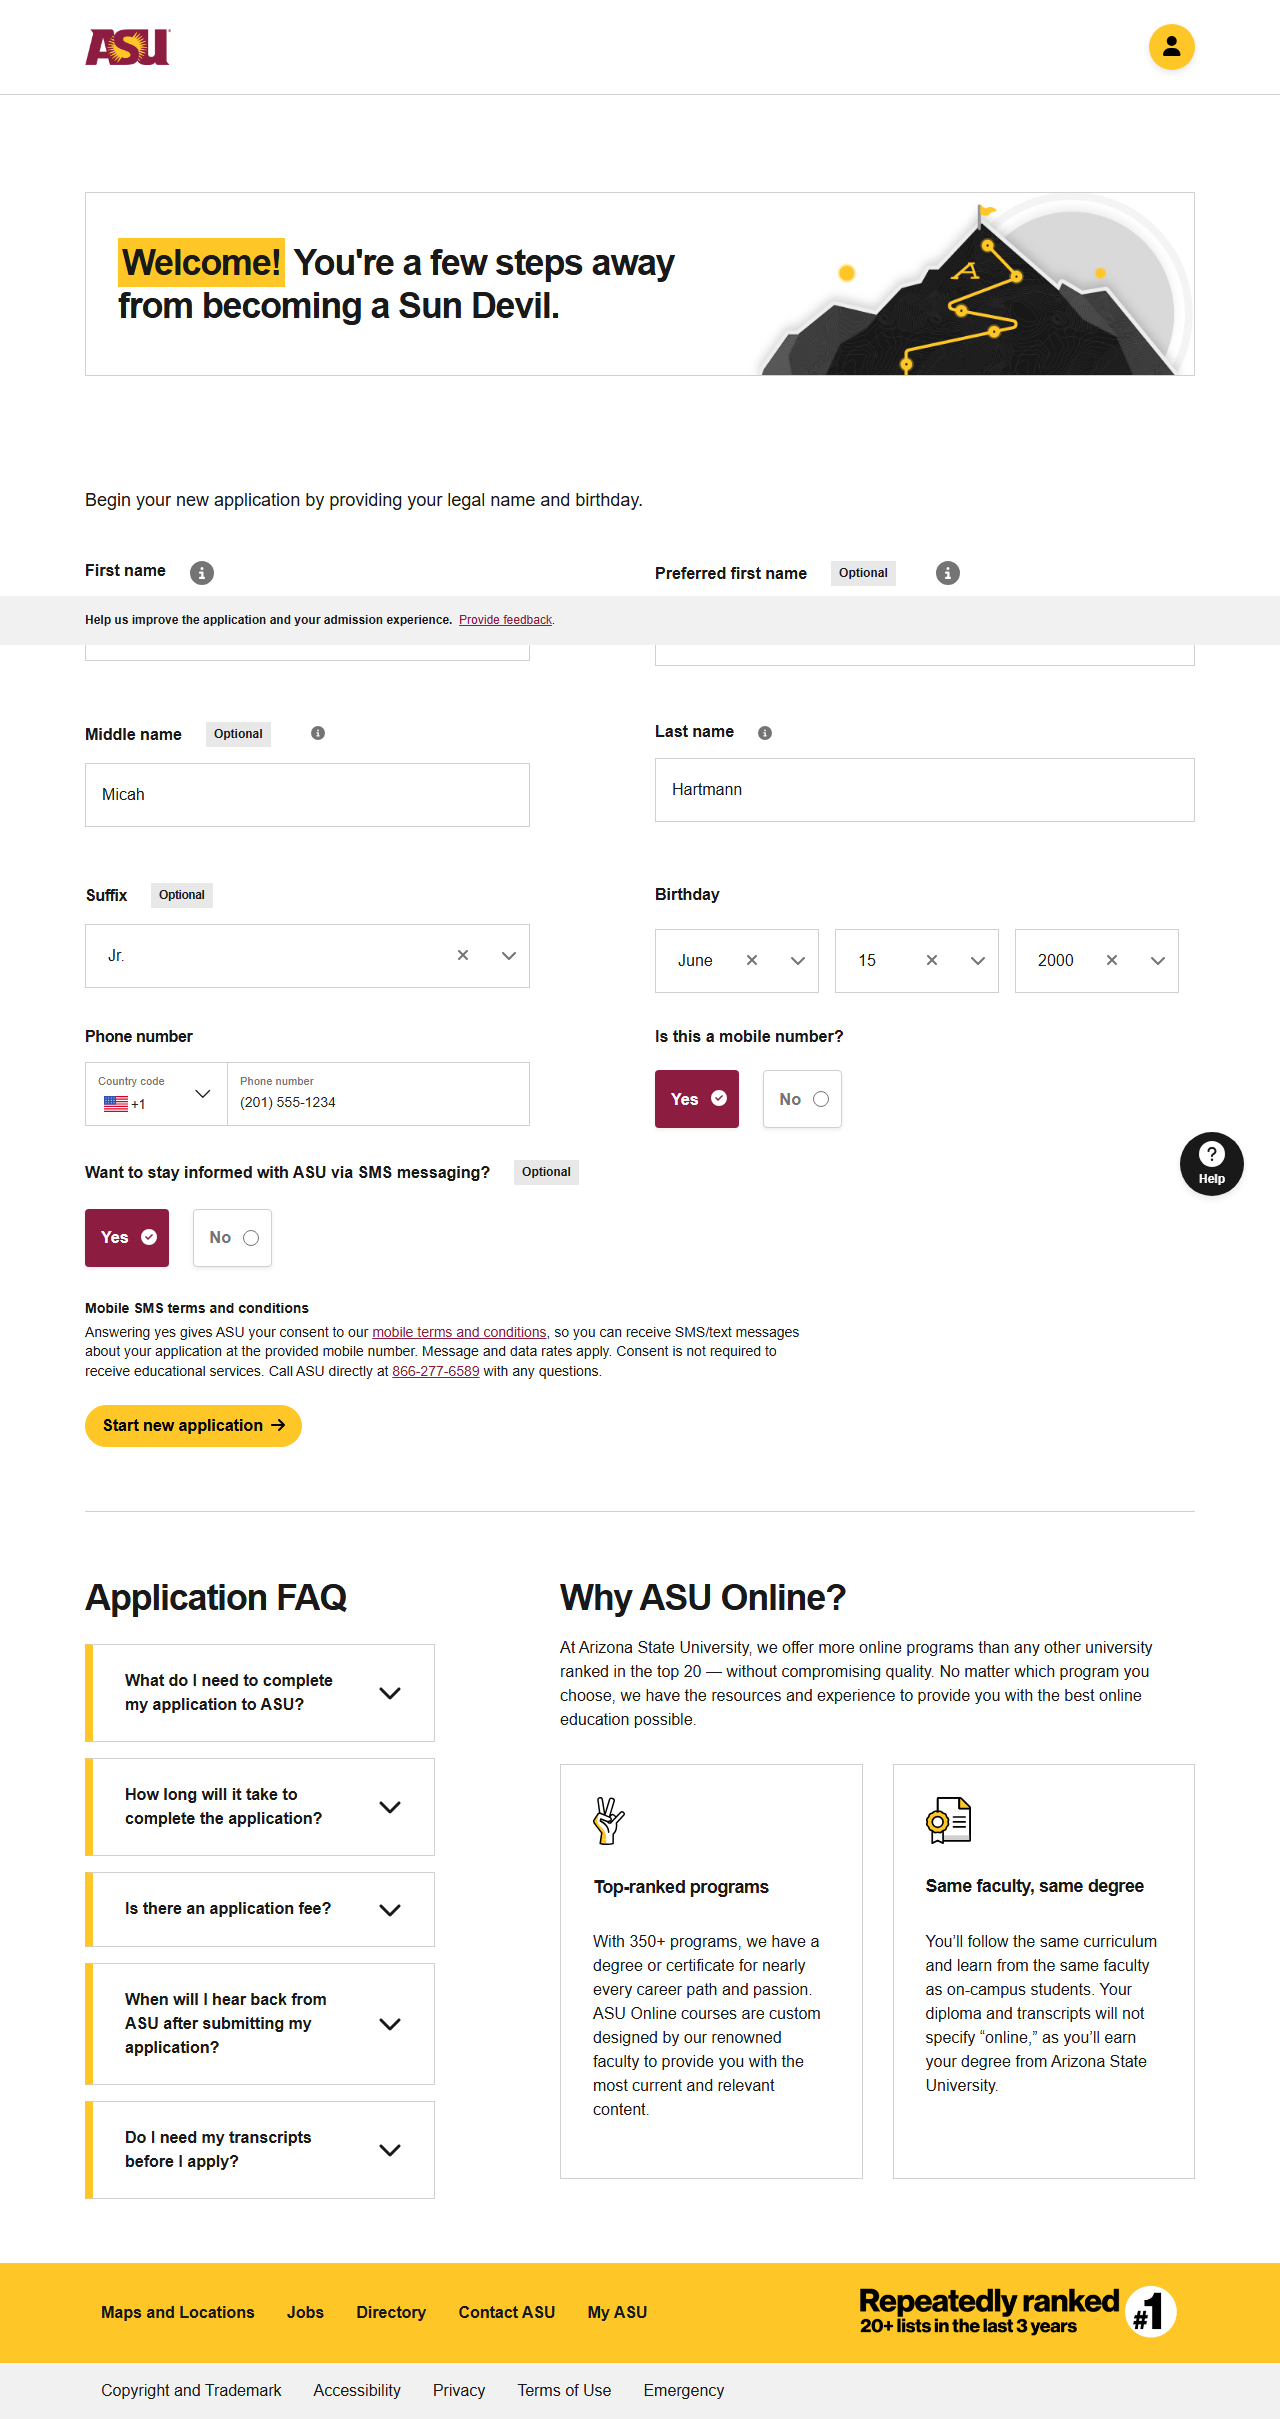 ASU
Welcome! You're a few steps away
from becoming a Sun Devil.
A
Begin your new application by providing your legal name and birthday.
First name
Preferred first name Optional
Help us improve the application and your admission experience. Provide feedback.
Middle name Optional
Last name
Micah
Hartmann
Suffix Optional
Birthday
Jr.
June 15 2000
Phone number
Is this a mobile number?
Country code
+1
Phone number
(201) 555-1234
Yes No
Want to stay informed with ASU via SMS messaging? Optional
Help
Yes No
Mobile SMS terms and conditions
Answering yes gives ASU your consent to our mobile terms and conditions, so you can receive SMS/text messages
about your application at the provided mobile number. Message and data rates apply. Consent is not required to
receive educational services. Call ASU directly at 866-277-6589 with any questions.
Start new application
Application FAQ
What do I need to complete
my application to ASU?
How long will it take to
complete the application?
Is there an application fee?
When will I hear back from
ASU after submitting my
application?
Do I need my transcripts
before I apply?
Why ASU Online?
At Arizona State University, we offer more online programs than any other university
ranked in the top 20 — without compromising quality. No matter which program you
choose, we have the resources and experience to provide you with the best online
education possible.
Top-ranked programs
With 350+ programs, we have a
degree or certificate for nearly
every career path and passion.
ASU Online courses are custom
designed by our renowned
faculty to provide you with the
most current and relevant
content.
Same faculty, same degree
You’ll follow the same curriculum
and learn from the same faculty
as on-campus students. Your
diploma and transcripts will not
specify “online,” as you’ll earn
your degree from Arizona State
University.
Maps and Locations Jobs Directory Contact ASU My ASU
Repeatedly ranked
20+ lists in the last 3 years
#1
Copyright and Trademark Accessibility Privacy Terms of Use Emergency